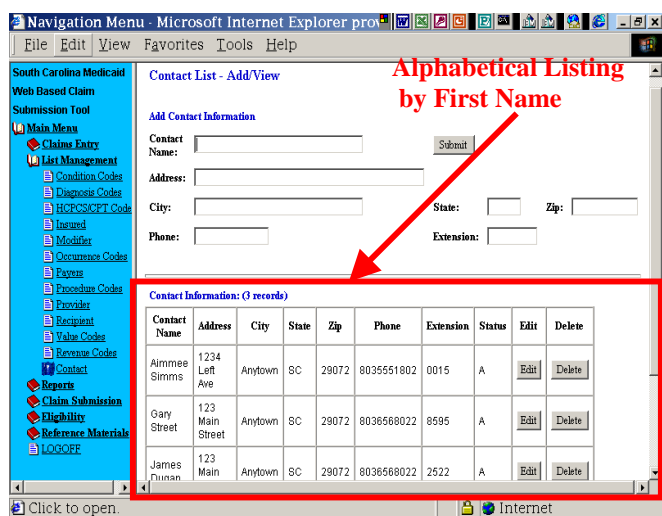 Navigation Menu - Microsoft Internet Explorer prov
File Edit View Favorites Tools Help
South Carolina Medicaid
Web Based Claim
Submission Tool
Main Menu
Claims Entry
List Management
Condition Codes
Diagnosis Codes
HCPCS/CPT Code
Insured
Modifier
Occurrence Codes
Payers
Procedure Codes
Provider
Recipient
Value Codes
Revenue Codes
Contact
Reports
Claim Submission
Eligibility
Reference Materials
LOGOFF
Contact List - Add/View
Alphabetical Listing
by First Name
Add Contact Information
Contact
Name:
Submit
Address:
City: State: Zip:
Phone: Extension:
Contact Information: (3 records)
Contact Name Address City State Zip Phone Extension Status Edit Delete
Aimmee Simms 1234 Left Ave Anytown SC 29072 8035551802 0015 A Edit Delete
Gary Street 123 Main Street Anytown SC 29072 8036568022 8595 A Edit Delete
James Dugan 123 Main Anytown SC 29072 8036568022 2522 A Edit Delete
Click to open. Internet